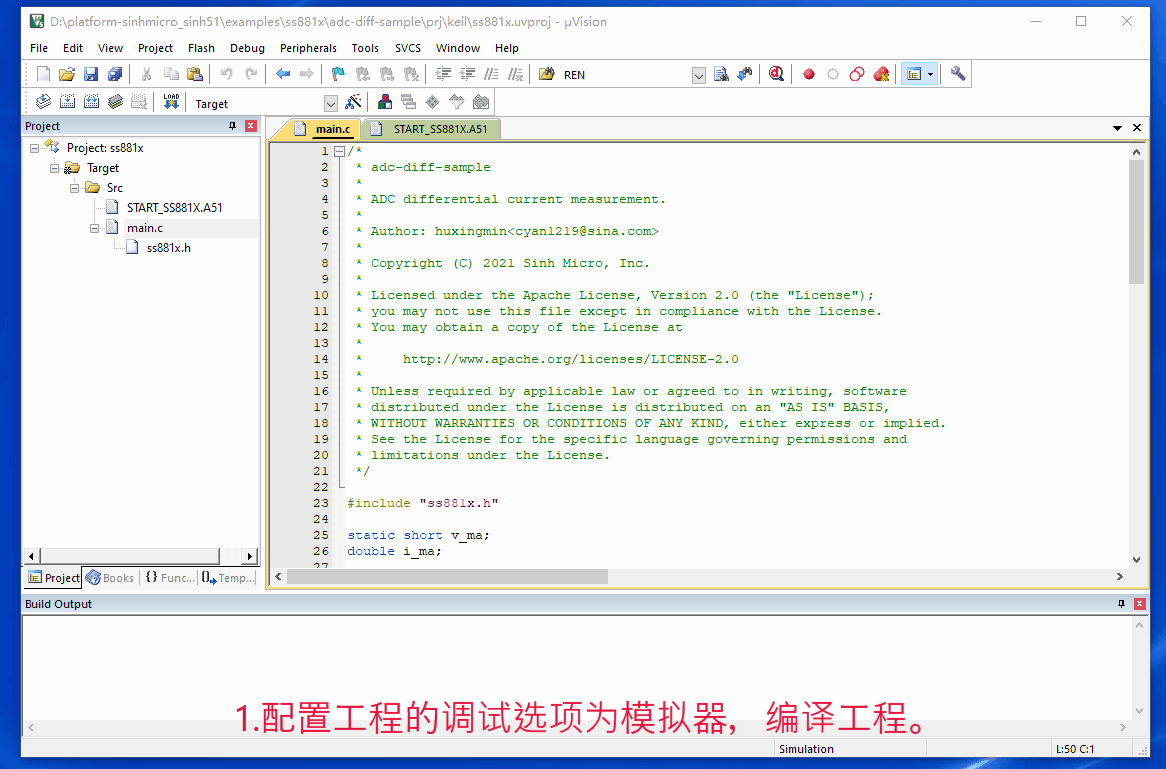 D:\platform-sinhmicro_sinh51\examples\ss881x\adc-diff-sample\prj\keil\ss881x.uvproj - µVision
File Edit View Project Flash Debug Peripherals Tools SVCS Window Help
REN
LOAD
Target
Project
Project: ss881x
Target
Src
START_SS881X.A51
main.c
ss881x.h
Project Books {} Func... Temp...
main.c START_SS881X.A51
1 /*
2 * adc-diff-sample
3 *
4 * ADC differential current measurement.
5 *
6 * Author: huxingmin<cyan1219@sina.com>
7 *
8 * Copyright (C) 2021 Sinh Micro, Inc.
9 *
10 * Licensed under the Apache License, Version 2.0 (the "License");
11 * you may not use this file except in compliance with the License.
12 * You may obtain a copy of the License at
13 *
14 * http://www.apache.org/licenses/LICENSE-2.0
15 *
16 * Unless required by applicable law or agreed to in writing, software
17 * distributed under the License is distributed on an "AS IS" BASIS,
18 * WITHOUT WARRANTIES OR CONDITIONS OF ANY KIND, either express or implied.
19 * See the License for the specific language governing permissions and
20 * limitations under the License.
21 */
22
23 #include "ss881x.h"
24
25 static short v_ma;
26 double i_ma;
27
Build Output
1.配置工程的调试选项为模拟器，编译工程。
Simulation L:50 C:1